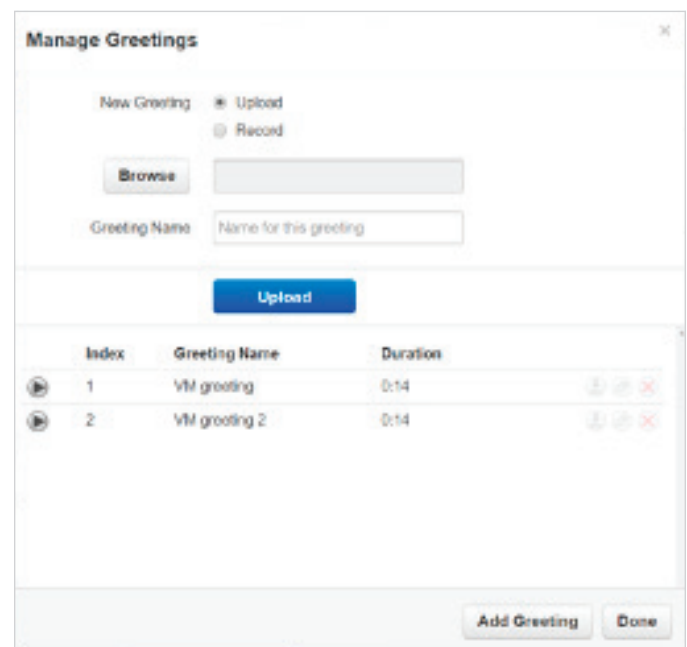 Manage Greetings
New Greeting Upload
Record
Browse
Greeting Name Name for this greeting
Upload
Index Greeting Name Duration
1 VM greeting 0:14
2 VM greeting 2 0:14
Add Greeting Done